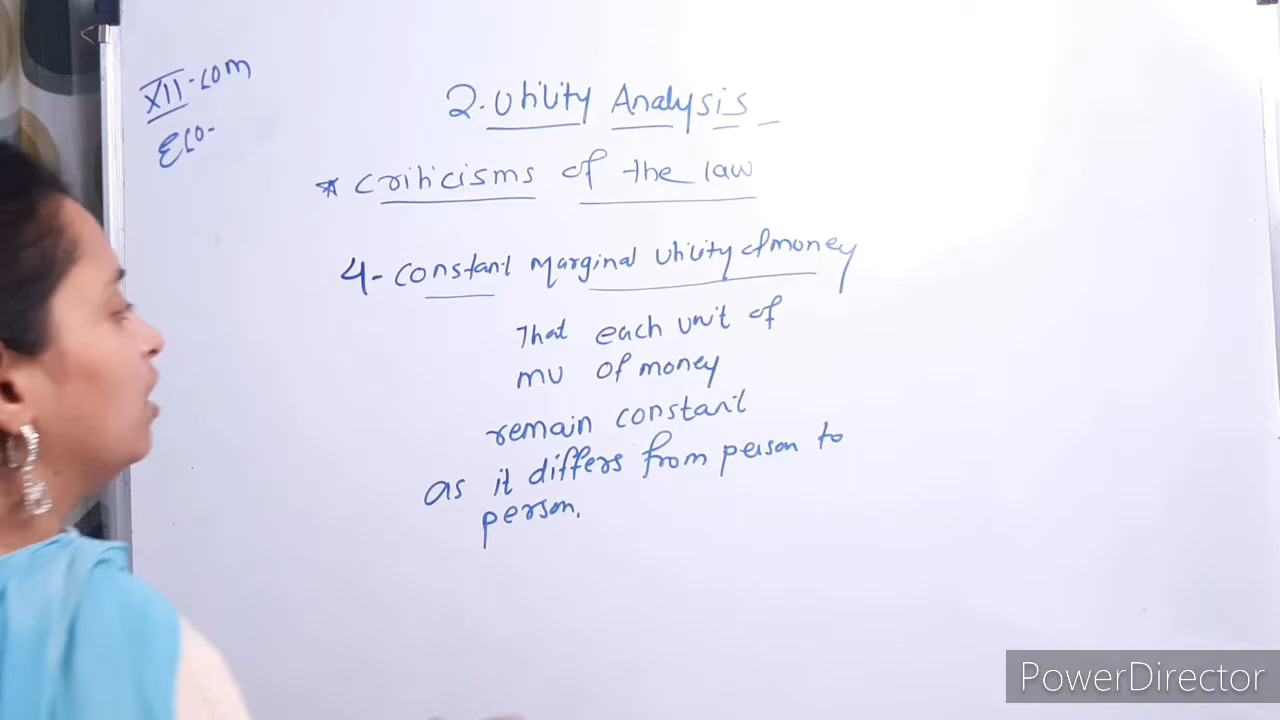 XII-com
Eco-
2. Utility Analysis
* criticisms of the law
4- constant marginal utility of money
That each unit of
mu of money
remain constant
as it differs from person to
person.
PowerDirector